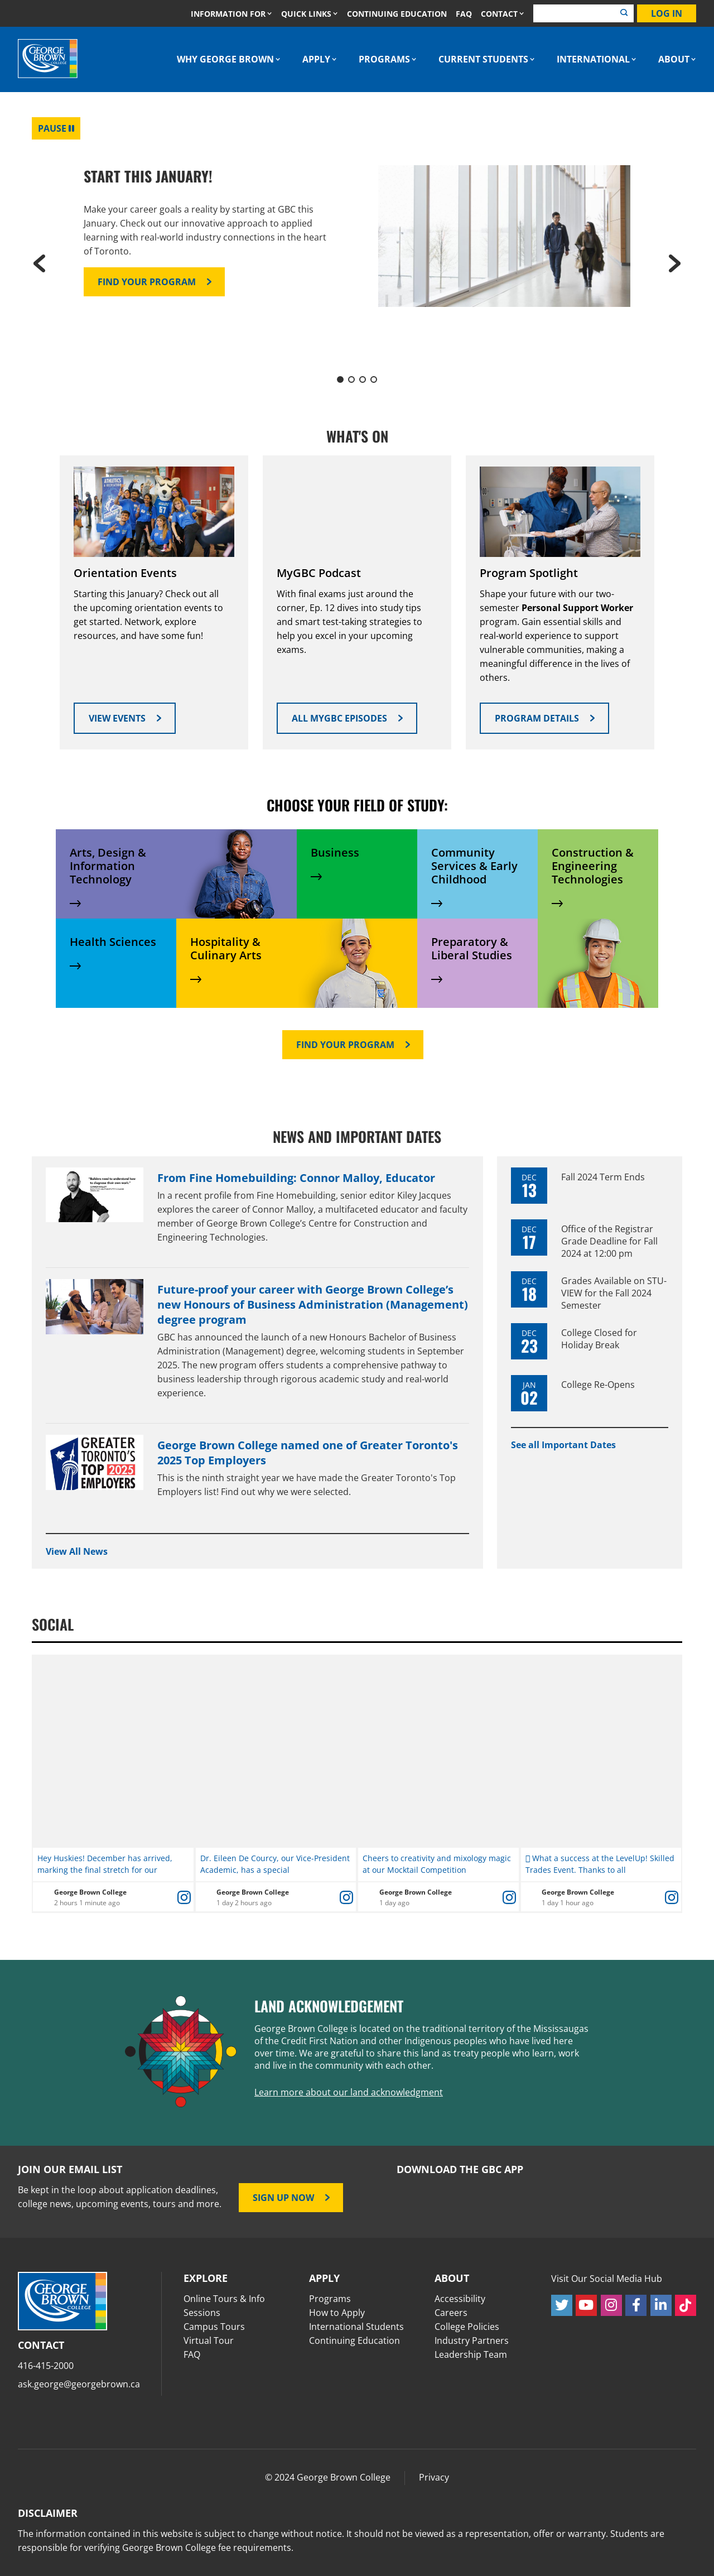 INFORMATION FOR QUICK LINKS CONTINUING EDUCATION FAQ CONTACT LOG IN
GEORGE BROWN COLLEGE
WHY GEORGE BROWN APPLY PROGRAMS CURRENT STUDENTS INTERNATIONAL ABOUT
PAUSE
START THIS JANUARY!
Make your career goals a reality by starting at GBC this
January. Check out our innovative approach to applied
learning with real-world industry connections in the heart
of Toronto.
FIND YOUR PROGRAM
WHAT'S ON
Orientation Events
Starting this January? Check out all
the upcoming orientation events to
get started. Network, explore
resources, and have some fun!
VIEW EVENTS
MyGBC Podcast
With final exams just around the
corner, Ep. 12 dives into study tips
and smart test-taking strategies to
help you excel in your upcoming
exams.
ALL MYGBC EPISODES
Program Spotlight
Shape your future with our two-
semester Personal Support Worker
program. Gain essential skills and
real-world experience to support
vulnerable communities, making a
meaningful difference in the lives of
others.
PROGRAM DETAILS
CHOOSE YOUR FIELD OF STUDY:
Arts, Design &
Information
Technology
Business
Community
Services & Early
Childhood
Construction &
Engineering
Technologies
Health Sciences
Hospitality &
Culinary Arts
Preparatory &
Liberal Studies
FIND YOUR PROGRAM
NEWS AND IMPORTANT DATES
From Fine Homebuilding: Connor Malloy, Educator
In a recent profile from Fine Homebuilding, senior editor Kiley Jacques
explores the career of Connor Malloy, a multifaceted educator and faculty
member of George Brown College’s Centre for Construction and
Engineering Technologies.
Future-proof your career with George Brown College’s
new Honours of Business Administration (Management)
degree program
GBC has announced the launch of a new Honours Bachelor of Business
Administration (Management) degree, welcoming students in September
2025. The new program offers students a comprehensive pathway to
business leadership through rigorous academic study and real-world
experience.
GREATER
TORONTO'S
TOP 2025
EMPLOYERS
George Brown College named one of Greater Toronto's
2025 Top Employers
This is the ninth straight year we have made the Greater Toronto's Top
Employers list! Find out why we were selected.
View All News
DEC
13
Fall 2024 Term Ends
DEC
17
Office of the Registrar
Grade Deadline for Fall
2024 at 12:00 pm
DEC
18
Grades Available on STU-
VIEW for the Fall 2024
Semester
DEC
23
College Closed for
Holiday Break
JAN
02
College Re-Opens
See all Important Dates
SOCIAL
Hey Huskies! December has arrived,
marking the final stretch for our
George Brown College
2 hours 1 minute ago
Dr. Eileen De Courcy, our Vice-President
Academic, has a special
George Brown College
1 day 2 hours ago
Cheers to creativity and mixology magic
at our Mocktail Competition
George Brown College
1 day ago
What a success at the LevelUp! Skilled
Trades Event. Thanks to all
George Brown College
1 day 1 hour ago
LAND ACKNOWLEDGEMENT
George Brown College is located on the traditional territory of the Mississaugas
of the Credit First Nation and other Indigenous peoples who have lived here
over time. We are grateful to share this land as treaty people who learn, work
and live in the community with each other.
Learn more about our land acknowledgment
JOIN OUR EMAIL LIST
Be kept in the loop about application deadlines,
college news, upcoming events, tours and more.
SIGN UP NOW
DOWNLOAD THE GBC APP
GEORGE BROWN COLLEGE
CONTACT
416-415-2000
ask.george@georgebrown.ca
EXPLORE
Online Tours & Info
Sessions
Campus Tours
Virtual Tour
FAQ
APPLY
Programs
How to Apply
International Students
Continuing Education
ABOUT
Accessibility
Careers
College Policies
Industry Partners
Leadership Team
Visit Our Social Media Hub
© 2024 George Brown College Privacy
DISCLAIMER
The information contained in this website is subject to change without notice. It should not be viewed as a representation, offer or warranty. Students are
responsible for verifying George Brown College fee requirements.